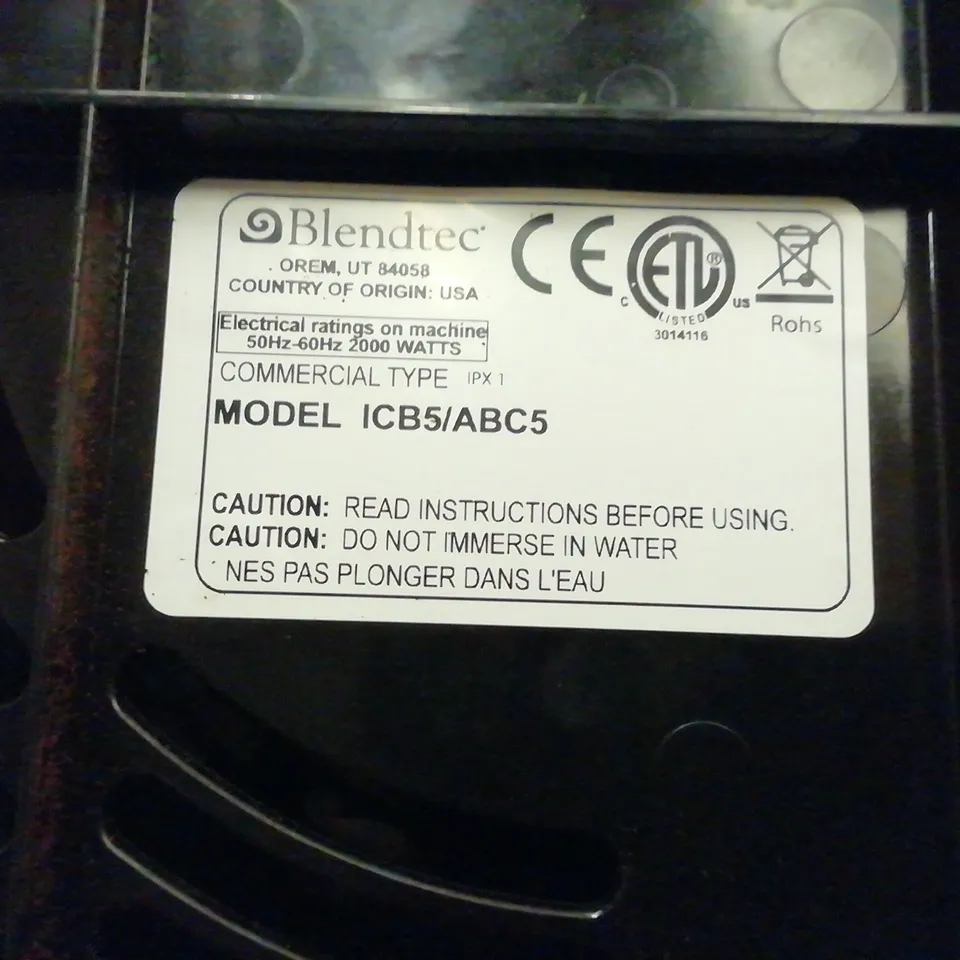 Blendtec
OREM, UT 84058
COUNTRY OF ORIGIN: USA
Electrical ratings on machine
50Hz-60Hz 2000 WATTS
COMMERCIAL TYPE IPX 1
MODEL ICB5/ABC5
CE
C ETL ® US
LISTED
3014116
Rohs
CAUTION: READ INSTRUCTIONS BEFORE USING.
CAUTION: DO NOT IMMERSE IN WATER
NES PAS PLONGER DANS L'EAU